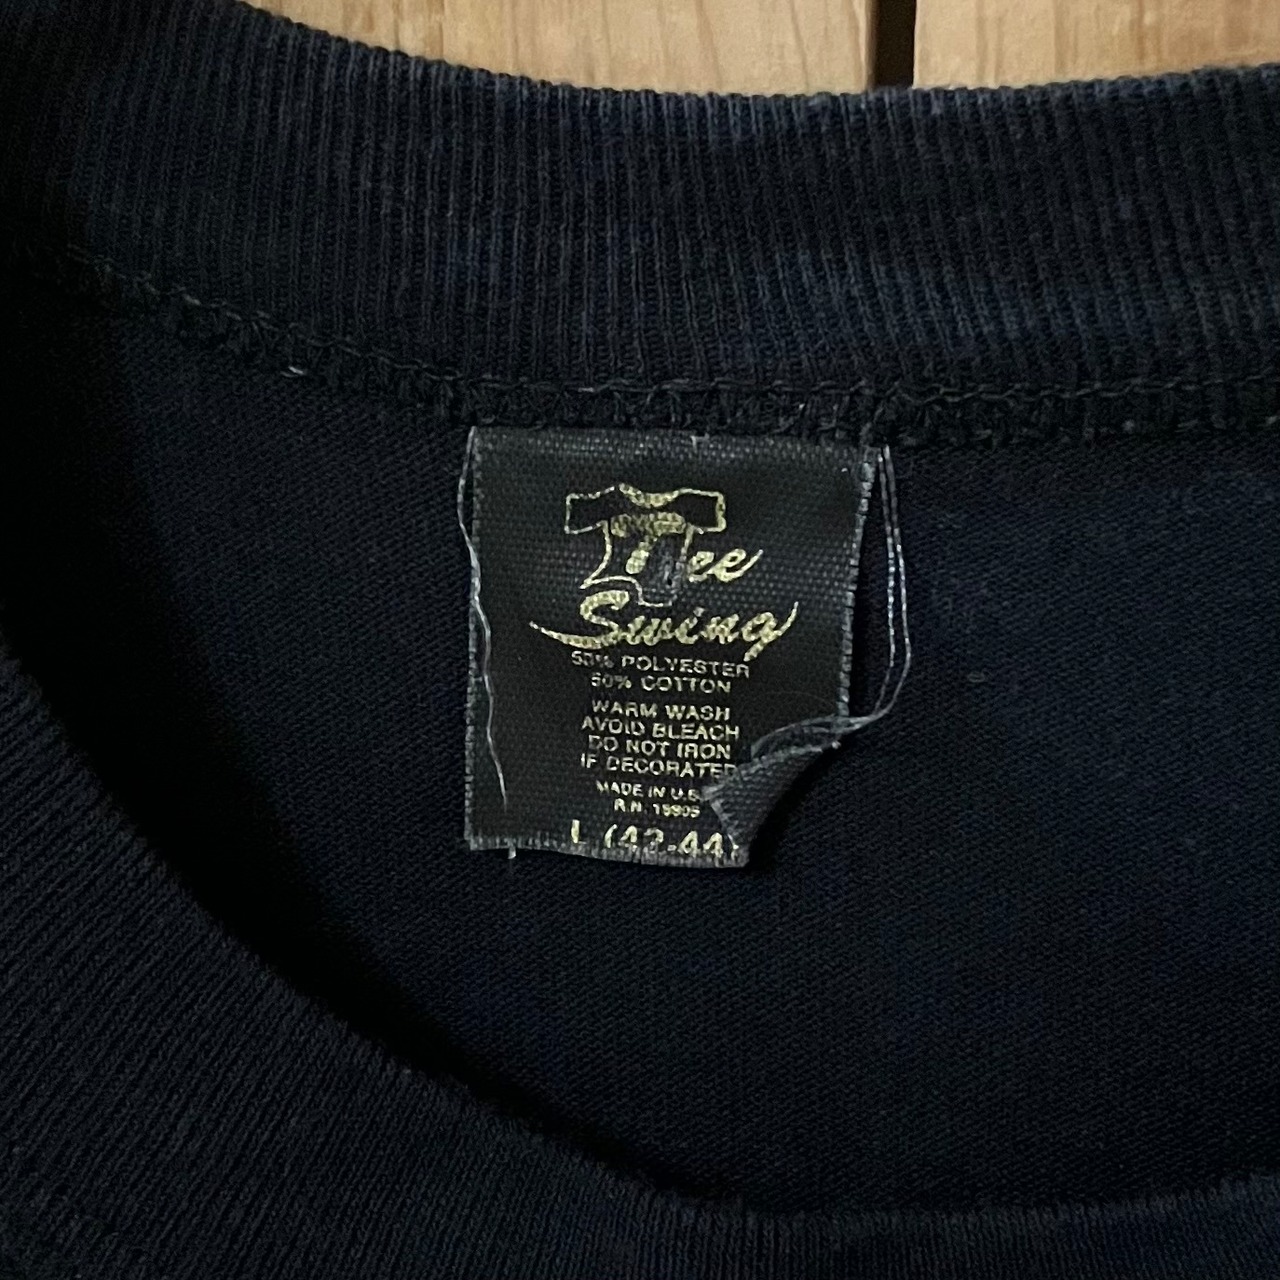 Tee
Swing
50% POLYESTER
50% COTTON
WARM WASH
AVOID BLEACH
DO NOT IRON
IF DECORATED
MADE IN U.S.
R.N.
L (42-44)